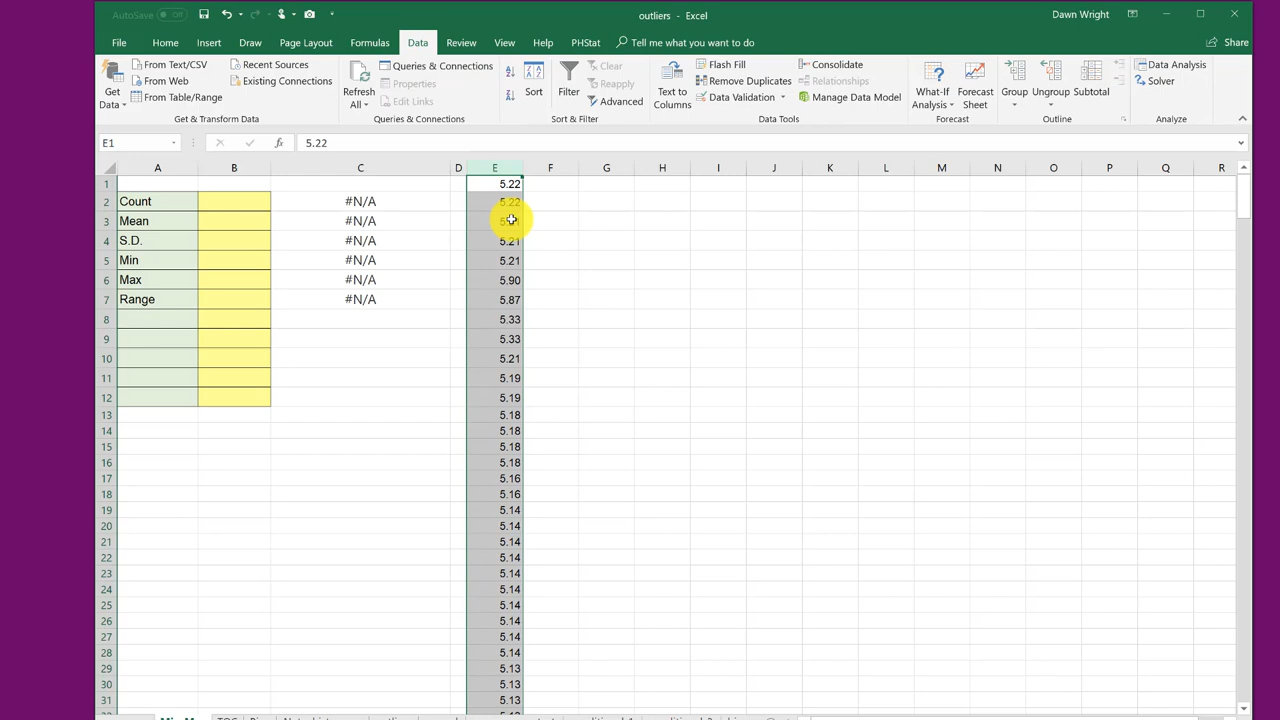 AutoSave Off outliers - Excel Dawn Wright
File Home Insert Draw Page Layout Formulas Data Review View Help PHStat Tell me what you want to do Share
Get Data From Text/CSV Recent Sources
From Web Existing Connections
From Table/Range
Get & Transform Data
Refresh All Queries & Connections
Properties
Edit Links
Queries & Connections
Sort Filter Clear
Reapply
Advanced
Sort & Filter
Text to Columns Flash Fill Consolidate
Remove Duplicates Relationships
Data Validation Manage Data Model
Data Tools
What-If Analysis Forecast Sheet
Forecast
Group Ungroup Subtotal
Outline
Data Analysis
Solver
Analyze
E1 fx 5.22
A B C D E F G H I J K L M N O P Q R
1 5.22
2 Count #N/A 5.22
3 Mean #N/A
4 S.D. #N/A 5.21
5 Min #N/A 5.21
6 Max #N/A 5.90
7 Range #N/A 5.87
8 5.33
9 5.33
10 5.21
11 5.19
12 5.19
13 5.18
14 5.18
15 5.18
16 5.18
17 5.16
18 5.16
19 5.14
20 5.14
21 5.14
22 5.14
23 5.14
24 5.14
25 5.14
26 5.14
27 5.14
28 5.14
29 5.13
30 5.13
31 5.13